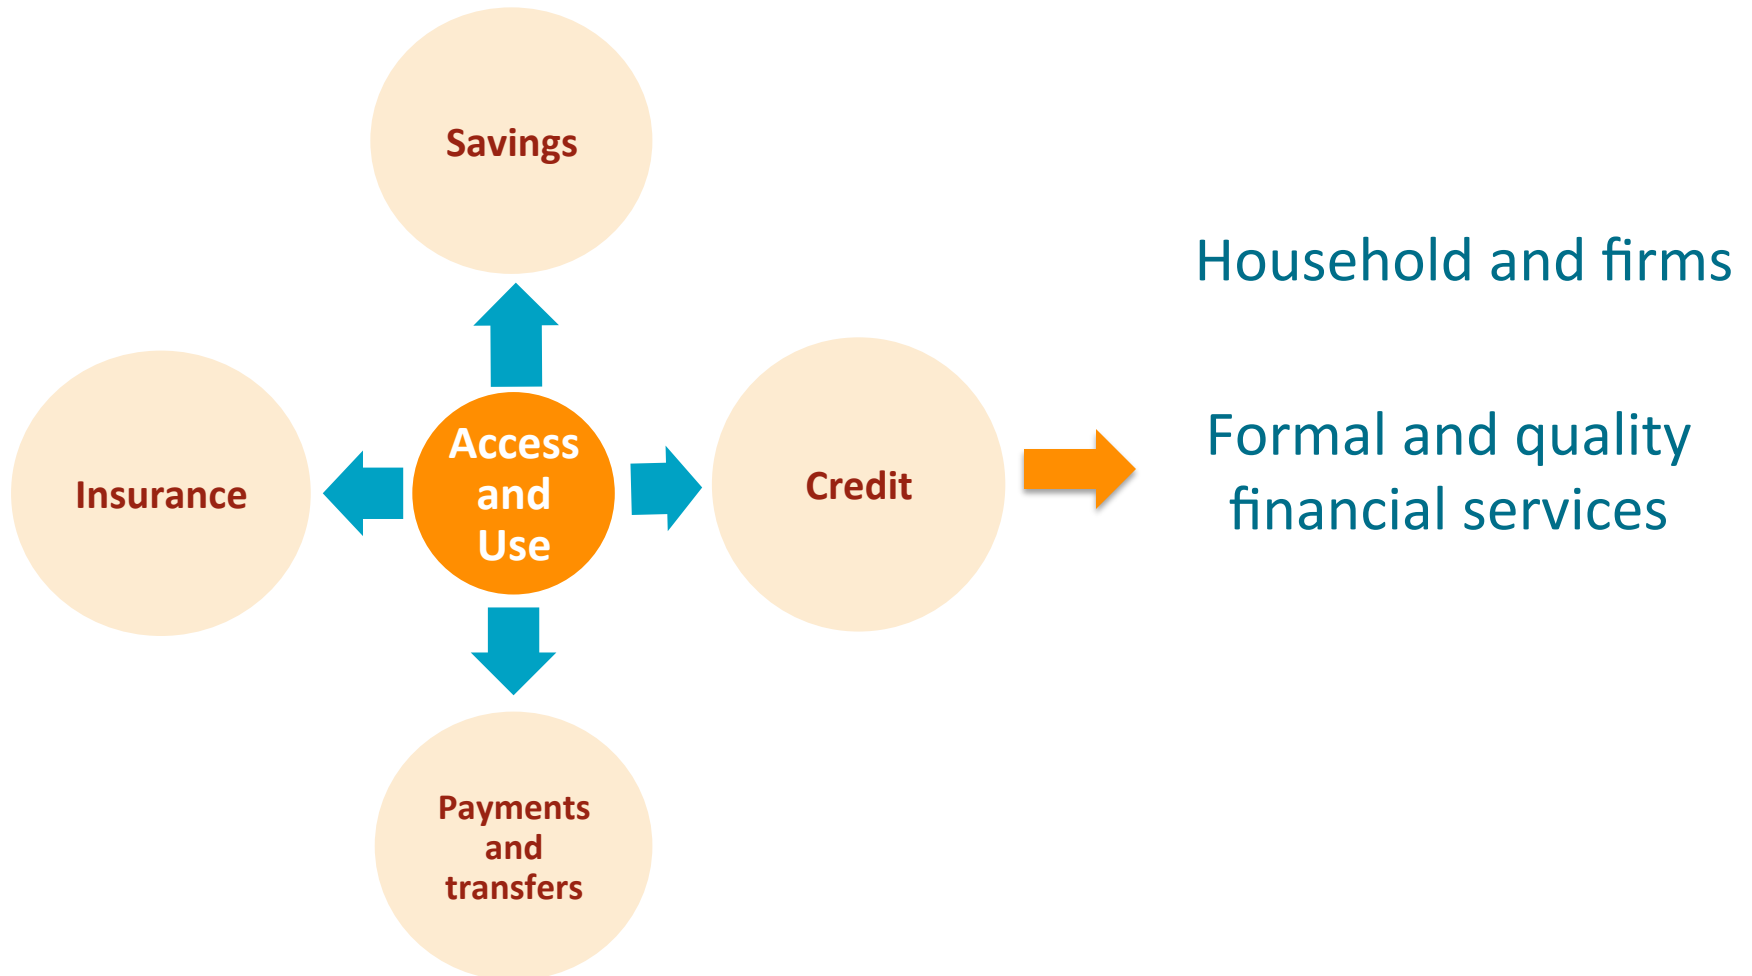 Savings
Household and firms
Insurance
Access
and
Use
Credit
Formal and quality
financial services
Payments
and
transfers